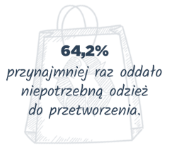 64,2%
przynajmniej raz oddało
niepotrzebną odzież
do przetworzenia.